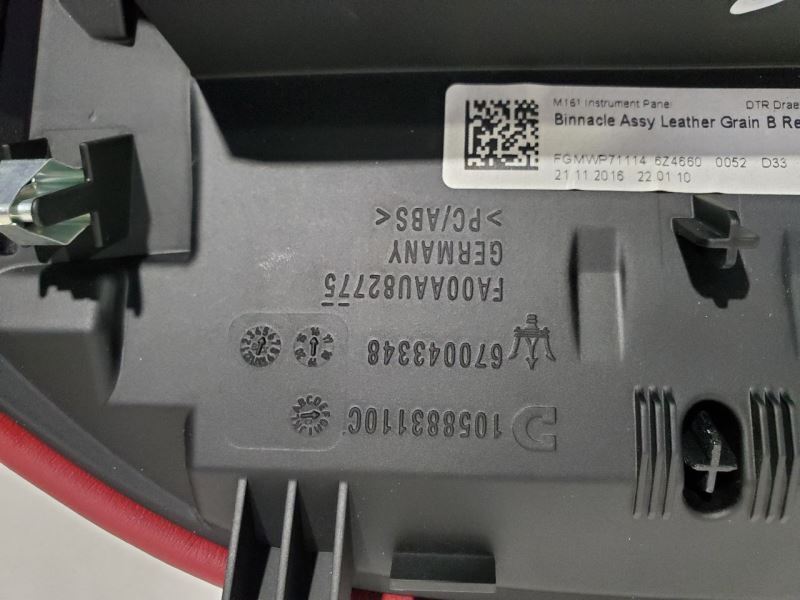 M161 Instrument Panel DTR Drae
Binnacle Assy Leather Grain B Re
FGMWP71114 6Z4660 0052 D33
21 11 2016 22 01 10
105883110C
670043348
FA00AAU82775
GERMANY
>PC/ABS<